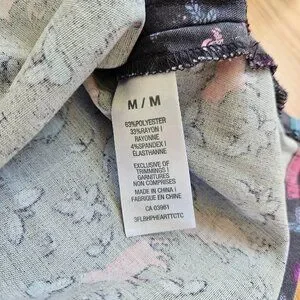 M / M
63%POLYESTER
33%RAYON I
RAYONNE
4%SPANDEX I
ÉLASTHANNE
EXCLUSIVE OF
TRIMMINGS I
GARNITURES
NON COMPRISES
MADE IN CHINA I
FABRIQUÉ EN CHINE
CA 03961
3FLBHPHEARTTCTC